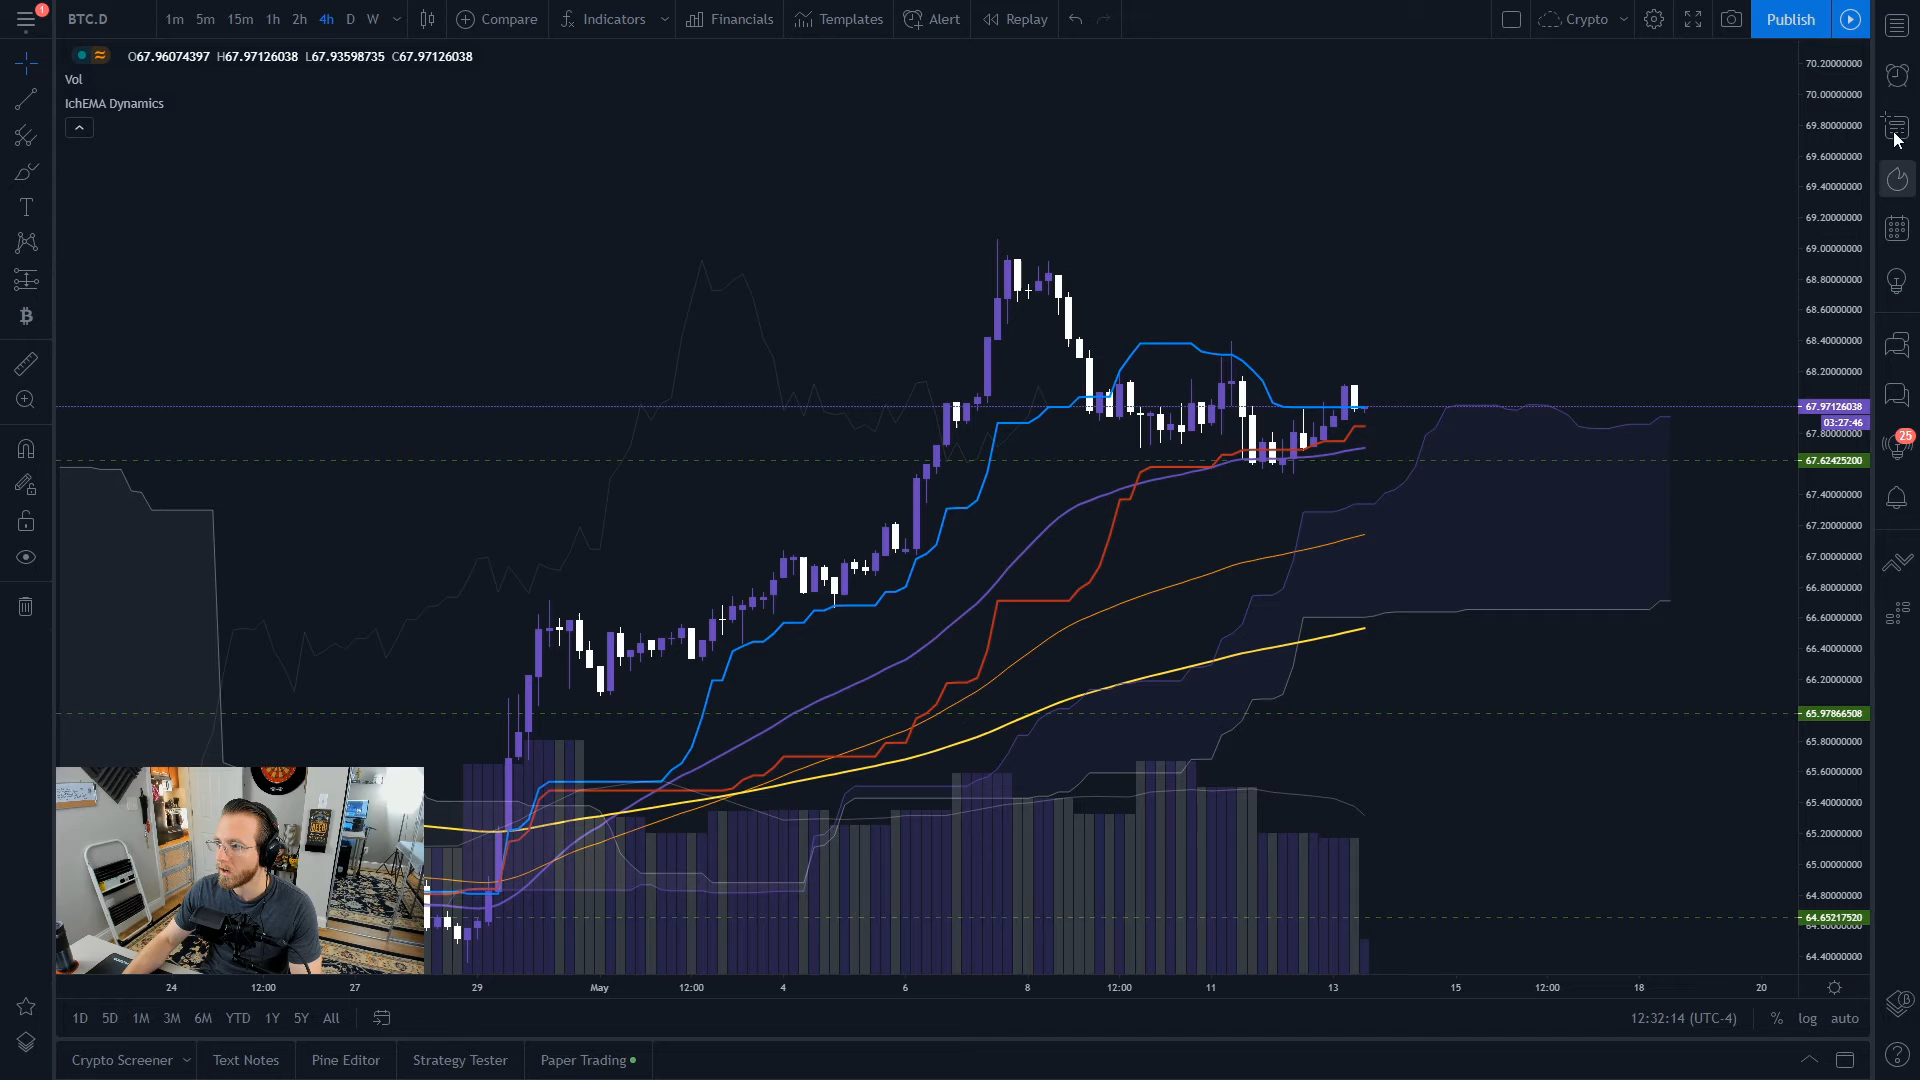 1
BTC.D
1m 5m 15m 1h 2h 4h D W
Compare
Indicators
Financials
Templates
Alert
Replay
Crypto
Publish
O67.96074397 H67.97126038 L67.93598735 C67.97126038
Vol
IchEMA Dynamics
70.20000000
70.00000000
69.80000000
69.60000000
69.40000000
69.20000000
69.00000000
68.80000000
68.60000000
68.40000000
68.20000000
67.97126038
03:27:46
67.80000000
67.62425200
67.40000000
67.20000000
67.00000000
66.80000000
66.60000000
66.40000000
66.20000000
65.97866508
65.80000000
65.60000000
65.40000000
65.20000000
65.00000000
64.80000000
64.65217520
64.60000000
64.40000000
25
24 12:00 27 29 May 12:00 4 6 8 12:00 11 13 15 12:00 18 20
1D 5D 1M 3M 6M YTD 1Y 5Y All
12:32:14 (UTC-4) % log auto
Crypto Screener Text Notes Pine Editor Strategy Tester Paper Trading